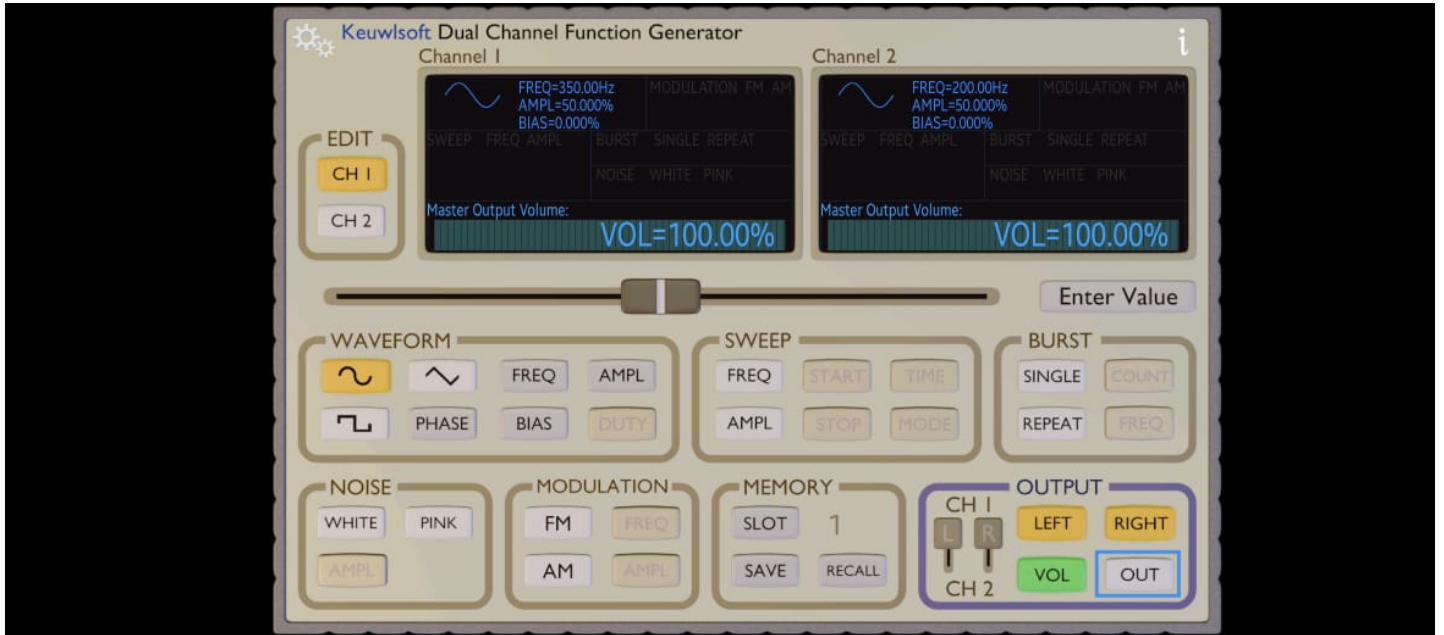 Keuwlsoft Dual Channel Function Generator
i
Channel 1
Channel 2
FREQ=350.00Hz
AMPL=50.000%
BIAS=0.000%
MODULATION FM AM
SWEEP FREQ AMPL
BURST SINGLE REPEAT
NOISE WHITE PINK
Master Output Volume:
VOL=100.00%
FREQ=200.00Hz
AMPL=50.000%
BIAS=0.000%
MODULATION FM AM
SWEEP FREQ AMPL
BURST SINGLE REPEAT
NOISE WHITE PINK
Master Output Volume:
VOL=100.00%
EDIT
CH 1
CH 2
Enter Value
WAVEFORM
FREQ AMPL
PHASE BIAS DUTY
SWEEP
FREQ START TIME
AMPL STOP MODE
BURST
SINGLE COUNT
REPEAT FREQ
NOISE
WHITE PINK
AMPL
MODULATION
FM FREQ
AM AMPL
MEMORY
SLOT 1
SAVE RECALL
OUTPUT
CH 1
L R
CH 2
LEFT RIGHT
VOL OUT